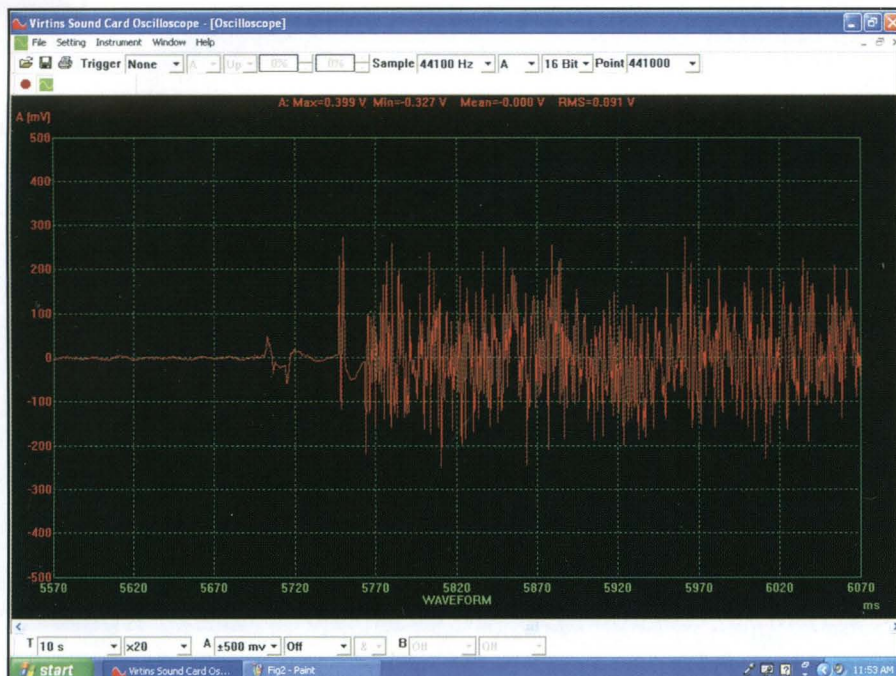 Virtins Sound Card Oscilloscope - [Oscilloscope]
File Setting Instrument Window Help
Trigger None A Up 0% 0% Sample 44100 Hz A 16 Bit Point 441000
A: Max=0.399 V Min=-0.327 V Mean=-0.000 V RMS=0.091 V
A (mV)
500
400
300
200
100
0
-100
-200
-300
-400
-500
5570 5620 5670 5720 5770 5820 5870 5920 5970 6020 6070
WAVEFORM
ms
T 10 s x20 A ±500 mv Off B Off Off
start Virtins Sound Card Os... Fig2 - Paint 11:53 AM